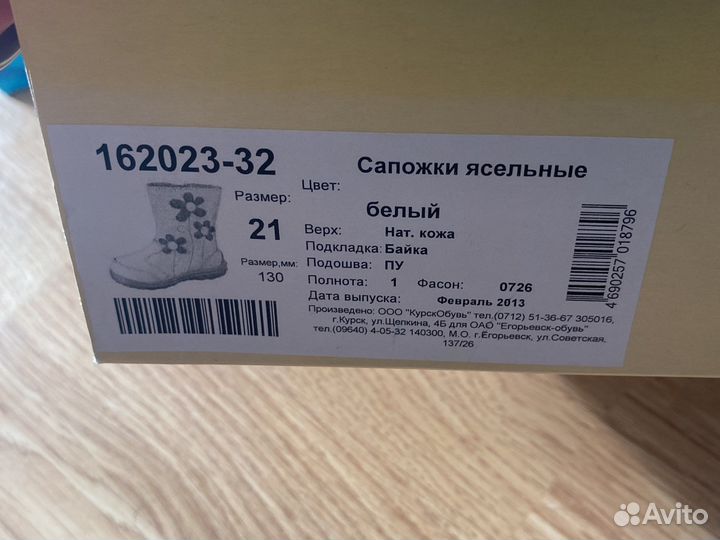 162023-32
Сапожки ясельные
Размер:
Цвет:
21
белый
Верх: Нат. кожа
Подкладка: Байка
Размер,мм:
130
Подошва: ПУ
Полнота: 1 Фасон: 0726
Дата выпуска: Февраль 2013
Произведено: ООО "КурскОбувь" тел.(0712) 51-36-67 305016,
г.Курск, ул.Щепкина, 4Б для ОАО "Егорьевск-обувь"
тел.(09640) 4-05-32 140300, М.О. г.Егорьевск, ул.Советская,
137/26
4 690257 018796
Avito